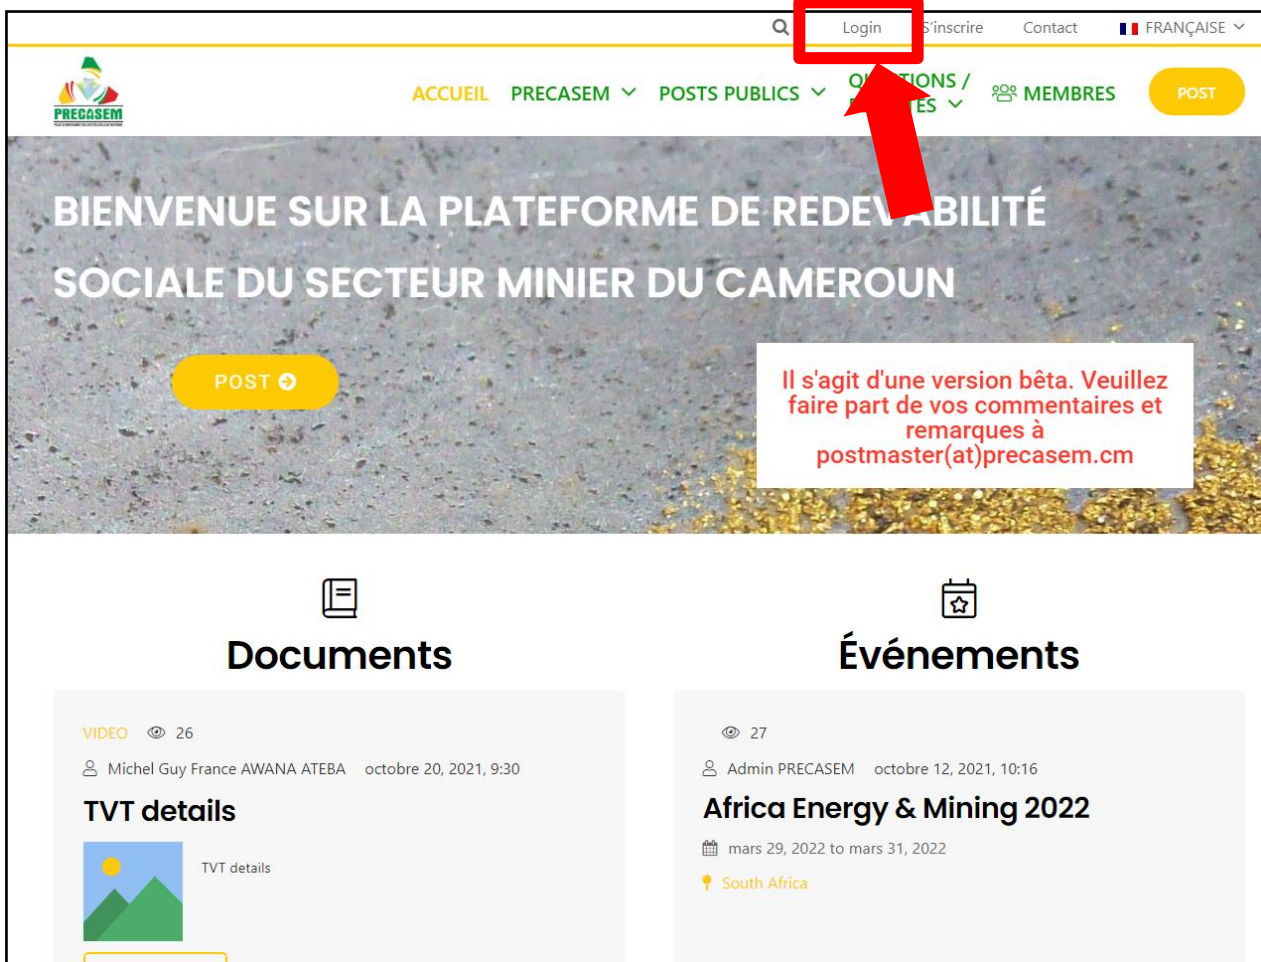 Login S'inscrire Contact FRANÇAISE
PRECASEM
ACCUEIL PRECASEM POSTS PUBLICS MEMBRES POST
BIENVENUE SUR LA PLATEFORME DE REDEVABILITÉ
SOCIALE DU SECTEUR MINIER DU CAMEROUN
POST
Il s'agit d'une version bêta. Veuillez
faire part de vos commentaires et
remarques à
postmaster(at)precasem.cm
Documents
VIDEO 26
Michel Guy France AWANA ATEBA octobre 20, 2021, 9:30
TVT details
TVT details
Événements
27
Admin PRECASEM octobre 12, 2021, 10:16
Africa Energy & Mining 2022
mars 29, 2022 to mars 31, 2022
South Africa